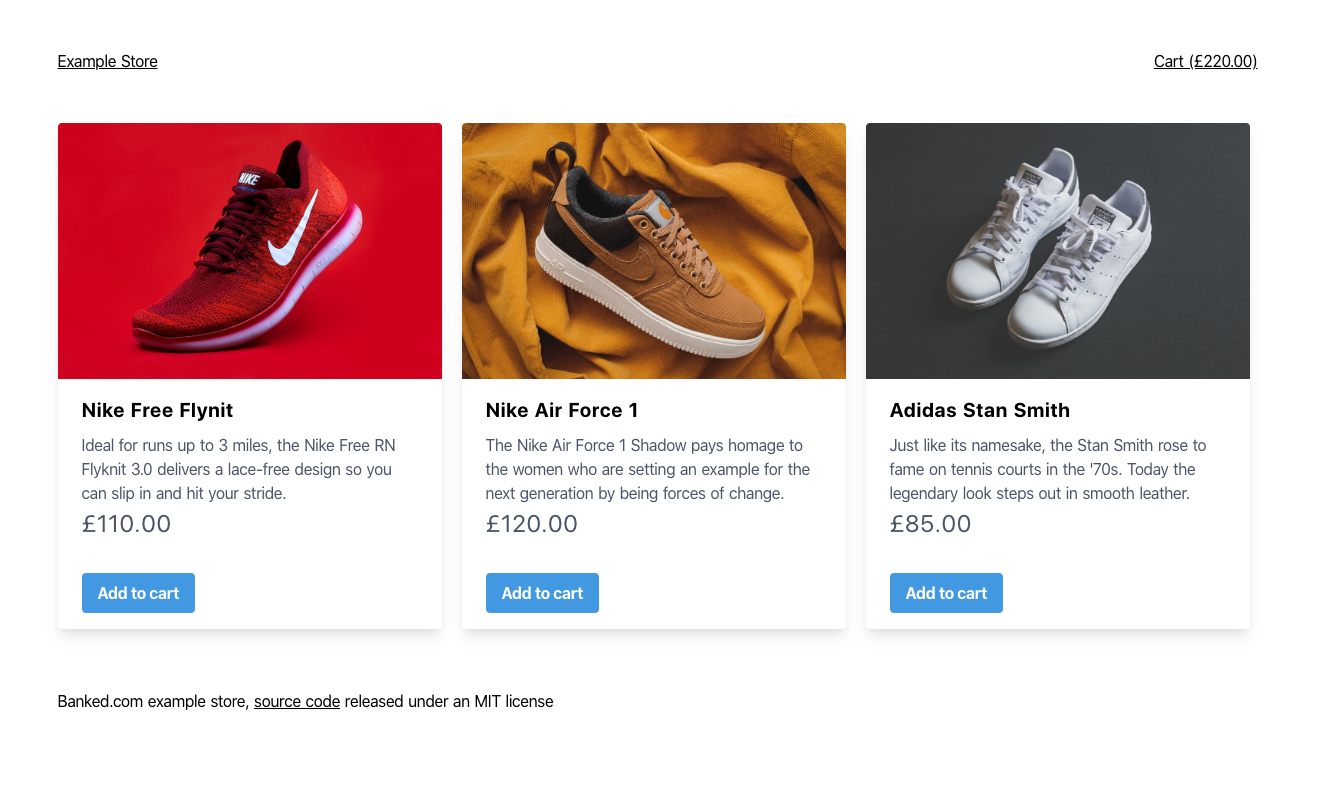 Example Store
Cart (£220.00)
NIKE
Nike Free Flynit
Ideal for runs up to 3 miles, the Nike Free RN
Flyknit 3.0 delivers a lace-free design so you
can slip in and hit your stride.
£110.00
Add to cart
Nike Air Force 1
The Nike Air Force 1 Shadow pays homage to
the women who are setting an example for the
next generation by being forces of change.
£120.00
Add to cart
Adidas Stan Smith
Just like its namesake, the Stan Smith rose to
fame on tennis courts in the '70s. Today the
legendary look steps out in smooth leather.
£85.00
Add to cart
Banked.com example store, source code released under an MIT license